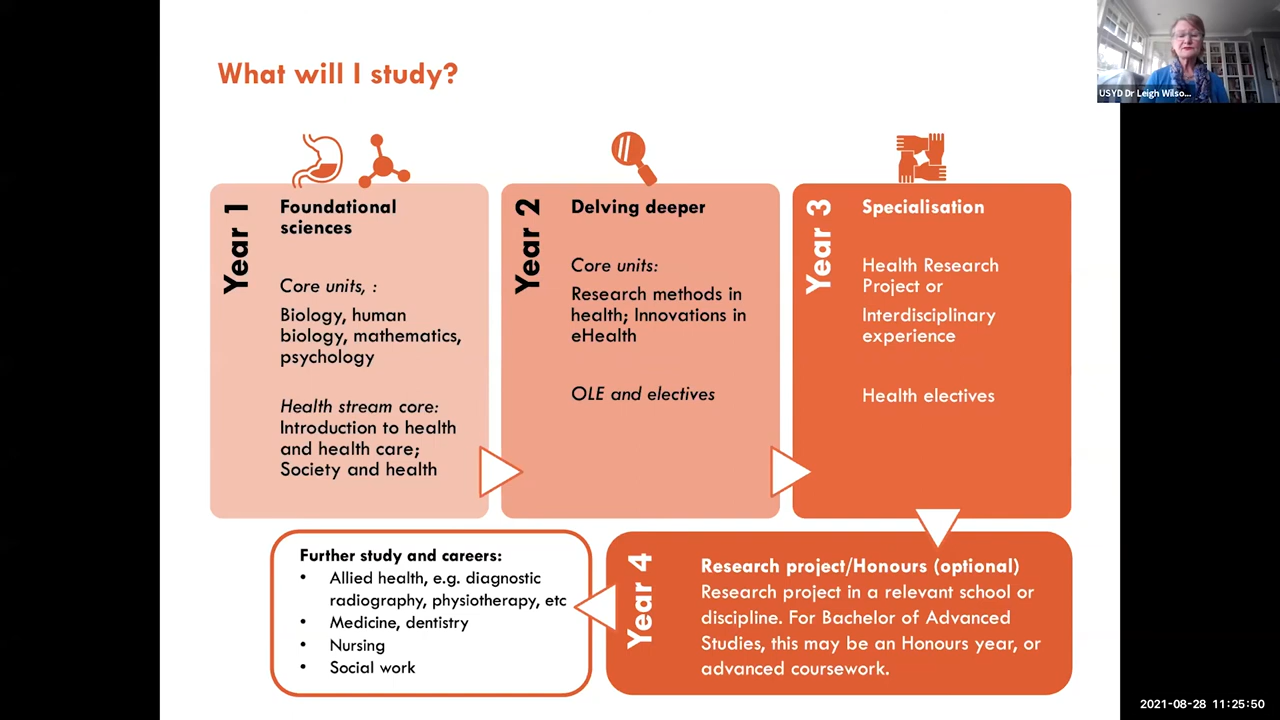 What will I study?
USYD Dr Leigh Wilso...
Year 1
Foundational
sciences
Core units, :
Biology, human
biology, mathematics,
psychology
Health stream core:
Introduction to health
and health care;
Society and health
Year 2
Delving deeper
Core units:
Research methods in
health; Innovations in
eHealth
OLE and electives
Year 3
Specialisation
Health Research
Project or
Interdisciplinary
experience
Health electives
Year 4
Research project/Honours (optional)
Research project in a relevant school or
discipline. For Bachelor of Advanced
Studies, this may be an Honours year, or
advanced coursework.
Further study and careers:
• Allied health, e.g. diagnostic
radiography, physiotherapy, etc
• Medicine, dentistry
• Nursing
• Social work
2021-08-28 11:25:50